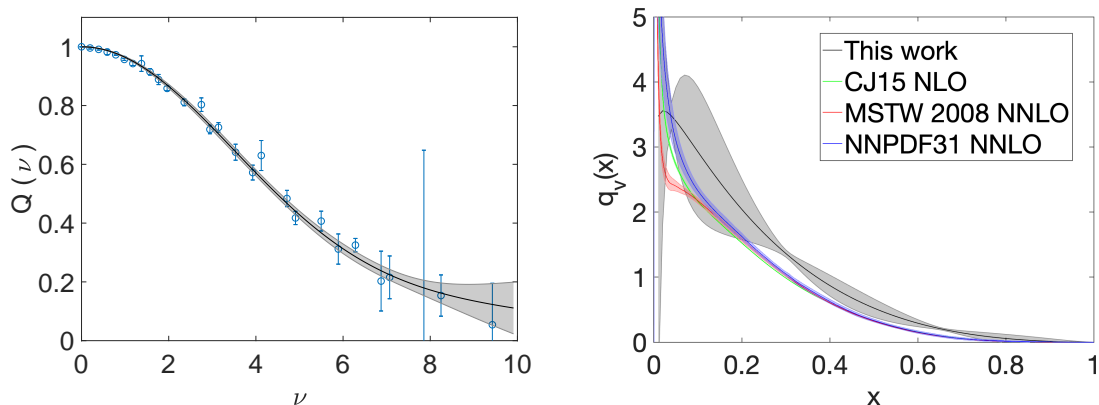 1
0.8
0.6
0.4
0.2
0
Q(ν)
0 2 4 6 8 10
ν
5
4
3
2
1
0
q_v(x)
This work
CJ15 NLO
MSTW 2008 NNLO
NNPDF31 NNLO
0 0.2 0.4 0.6 0.8 1
x